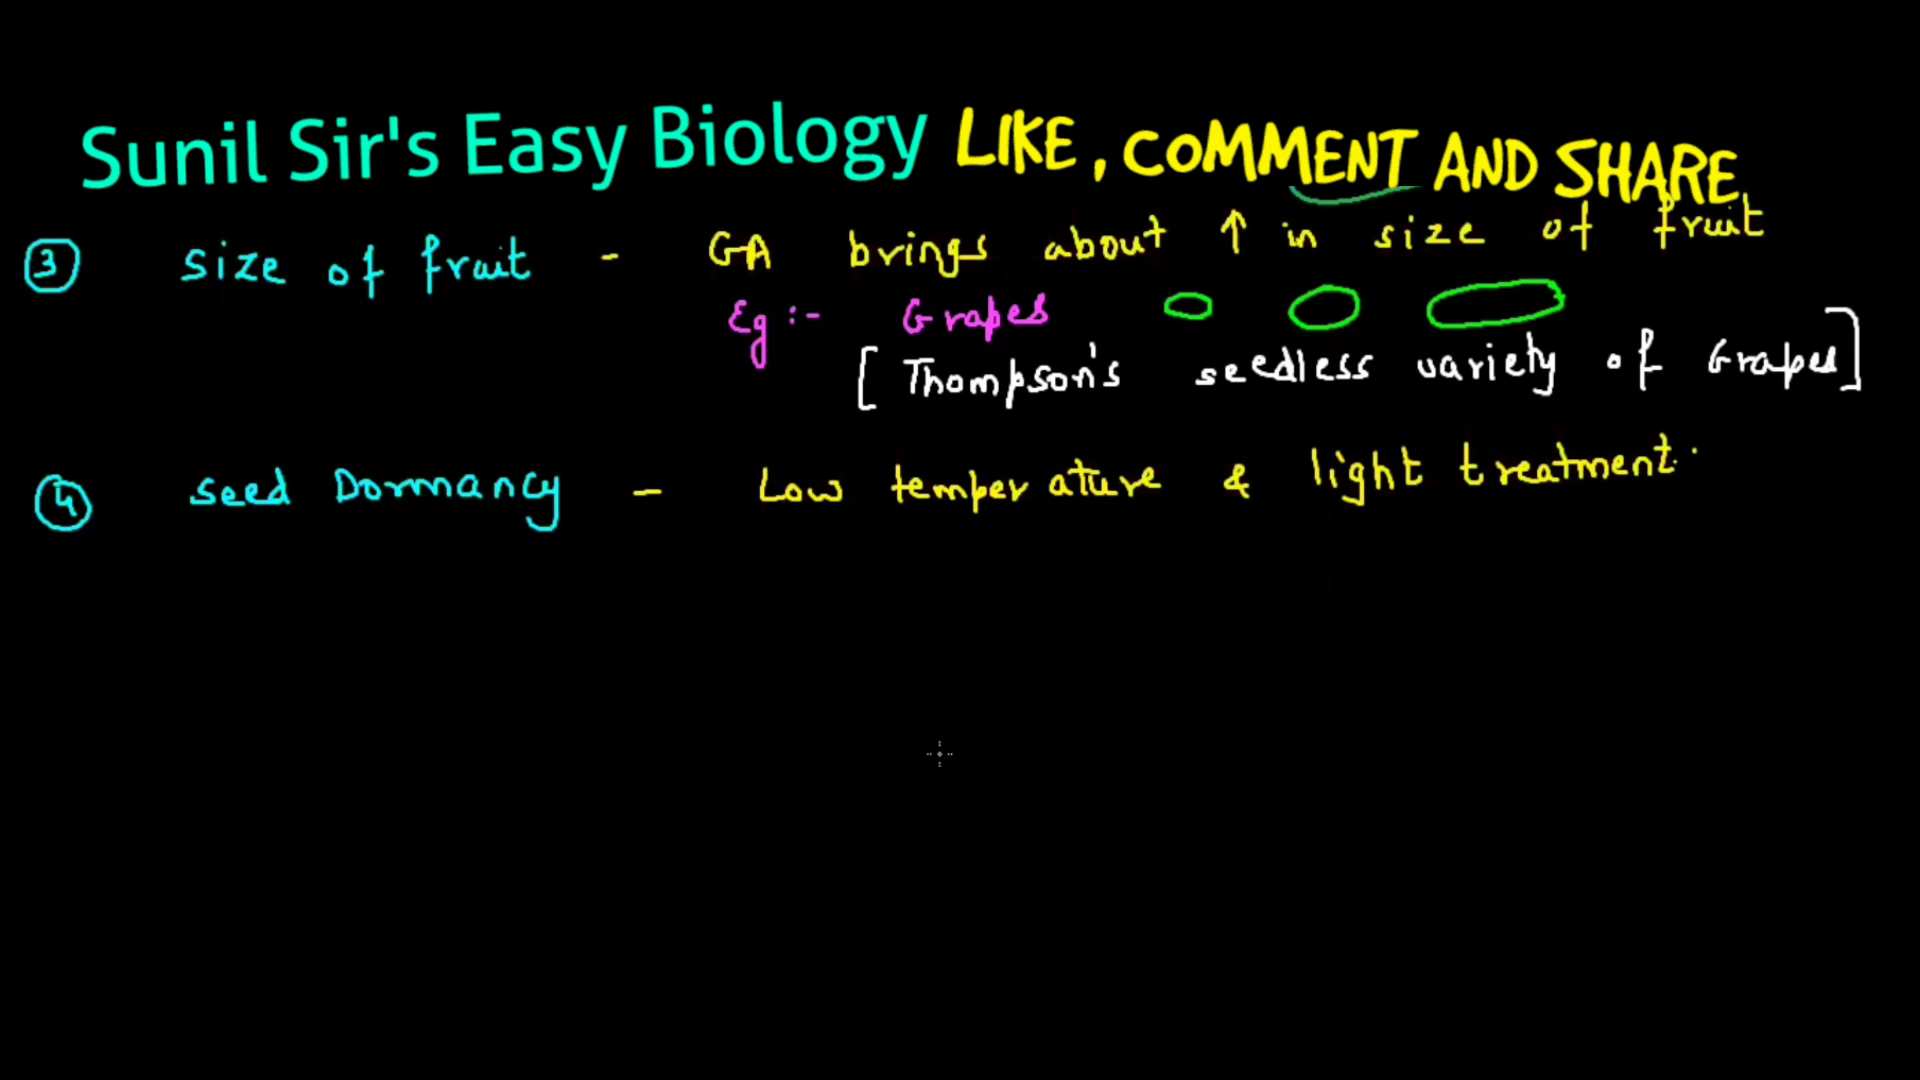 Sunil Sir's Easy Biology LIKE, COMMENT AND SHARE
③ size of fruit - GA brings about ↑ in size of fruit
Eg :- Grapes
[Thompson's seedless variety of Grapes]
④ seed Dormancy - Low temperature & light treatment.